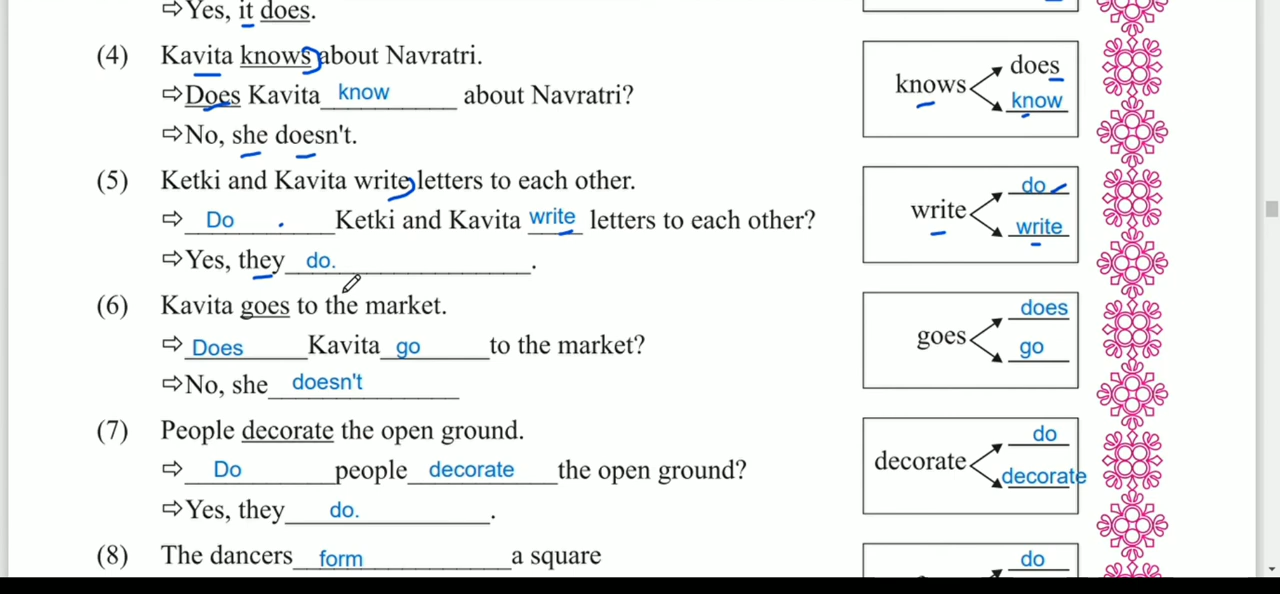 ⇨Yes, it does.
(4) Kavita knows about Navratri.
⇨Does Kavita know about Navratri?
⇨No, she doesn't.
knows
does
know
(5) Ketki and Kavita write letters to each other.
⇨ Do Ketki and Kavita write letters to each other?
⇨Yes, they do. .
write
do
write
(6) Kavita goes to the market.
⇨ Does Kavita go to the market?
⇨No, she doesn't
goes
does
go
(7) People decorate the open ground.
⇨ Do people decorate the open ground?
⇨Yes, they do. .
decorate
do
decorate
(8) The dancers form a square
do